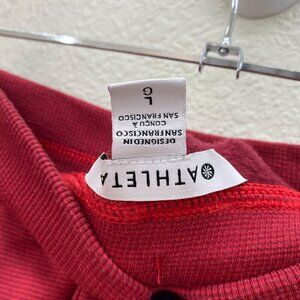 ATHLETA
DESIGNED IN
SAN FRANCISCO
CONÇU À
SAN FRANCISCO
L
G